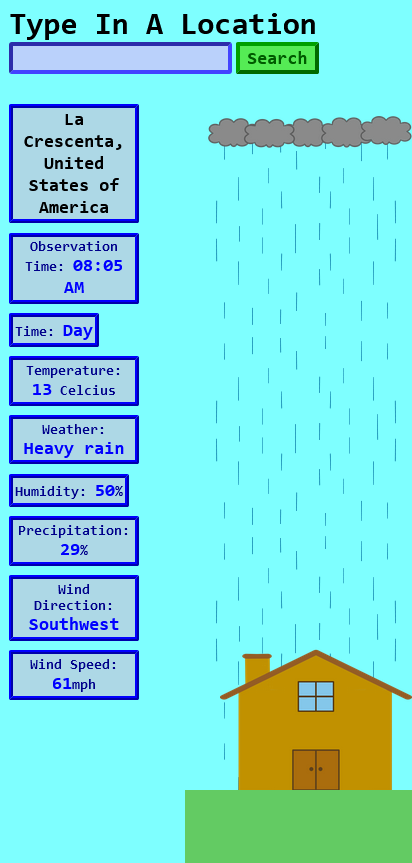 Type In A Location
Search
La
Crescenta,
United
States of
America
Observation
Time: 08:05
AM
Time: Day
Temperature:
13 Celcius
Weather:
Heavy rain
Humidity: 50%
Precipitation:
29%
Wind
Direction:
Southwest
Wind Speed:
61mph